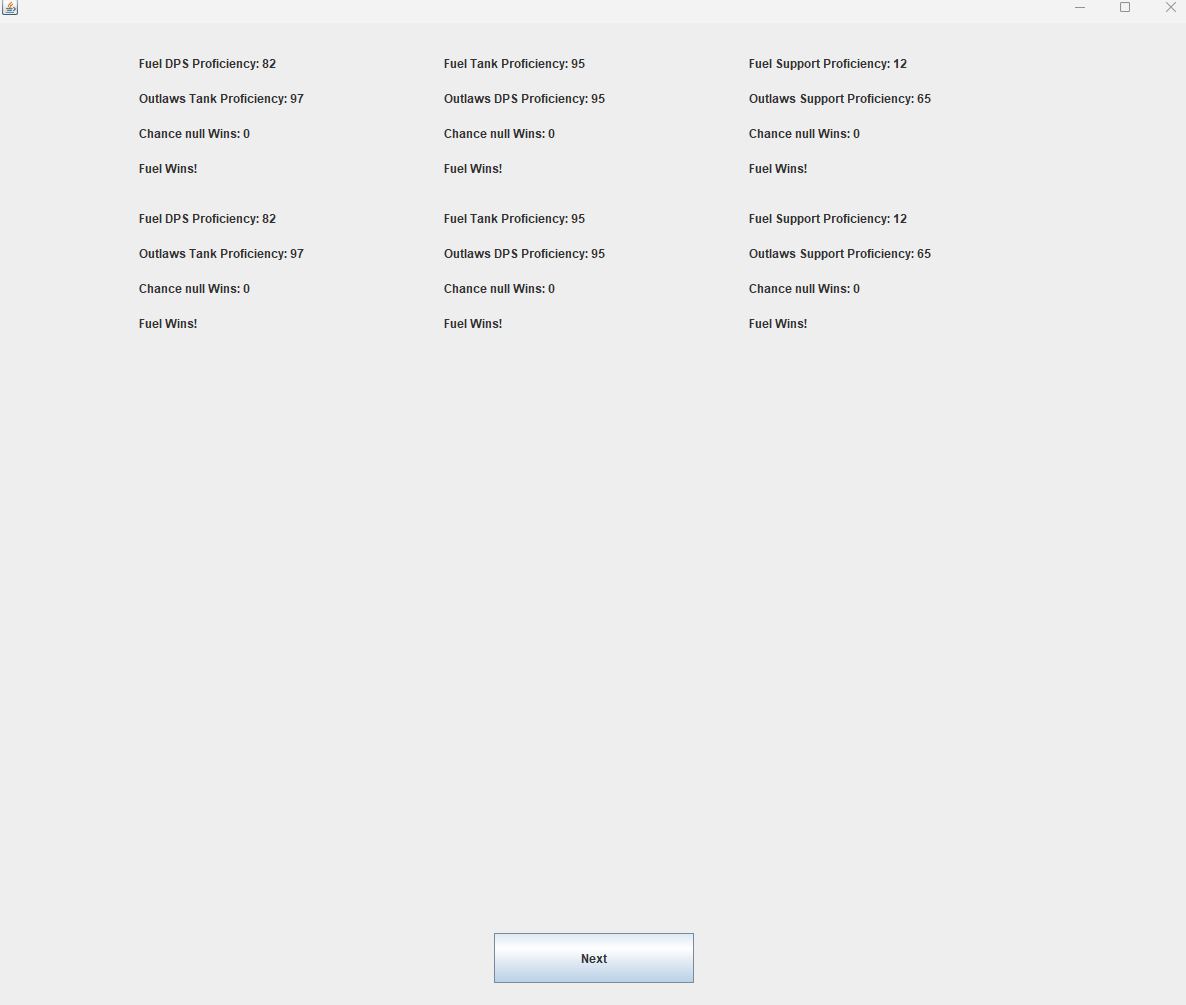 Fuel DPS Proficiency: 82
Fuel Tank Proficiency: 95
Fuel Support Proficiency: 12
Outlaws Tank Proficiency: 97
Outlaws DPS Proficiency: 95
Outlaws Support Proficiency: 65
Chance null Wins: 0
Chance null Wins: 0
Chance null Wins: 0
Fuel Wins!
Fuel Wins!
Fuel Wins!
Fuel DPS Proficiency: 82
Fuel Tank Proficiency: 95
Fuel Support Proficiency: 12
Outlaws Tank Proficiency: 97
Outlaws DPS Proficiency: 95
Outlaws Support Proficiency: 65
Chance null Wins: 0
Chance null Wins: 0
Chance null Wins: 0
Fuel Wins!
Fuel Wins!
Fuel Wins!
Next